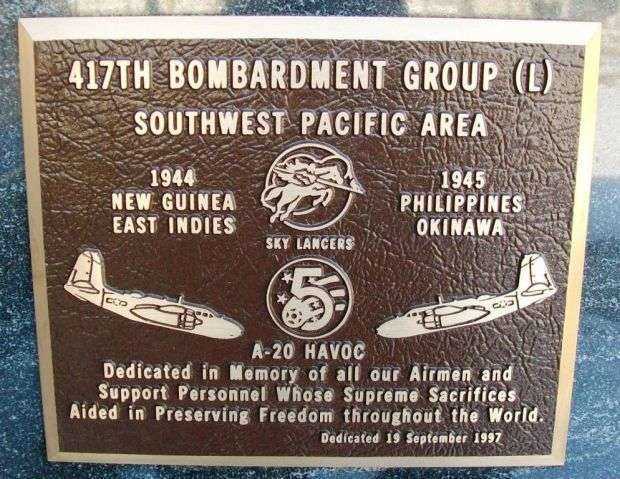 417TH BOMBARDMENT GROUP (L)
SOUTHWEST PACIFIC AREA
1944
NEW GUINEA
EAST INDIES
1945
PHILIPPINES
OKINAWA
SKY LANCERS
5
A-20 HAVOC
Dedicated in Memory of all our Airmen and
Support Personnel Whose Supreme Sacrifices
Aided in Preserving Freedom throughout the World.
Dedicated 19 September 1997